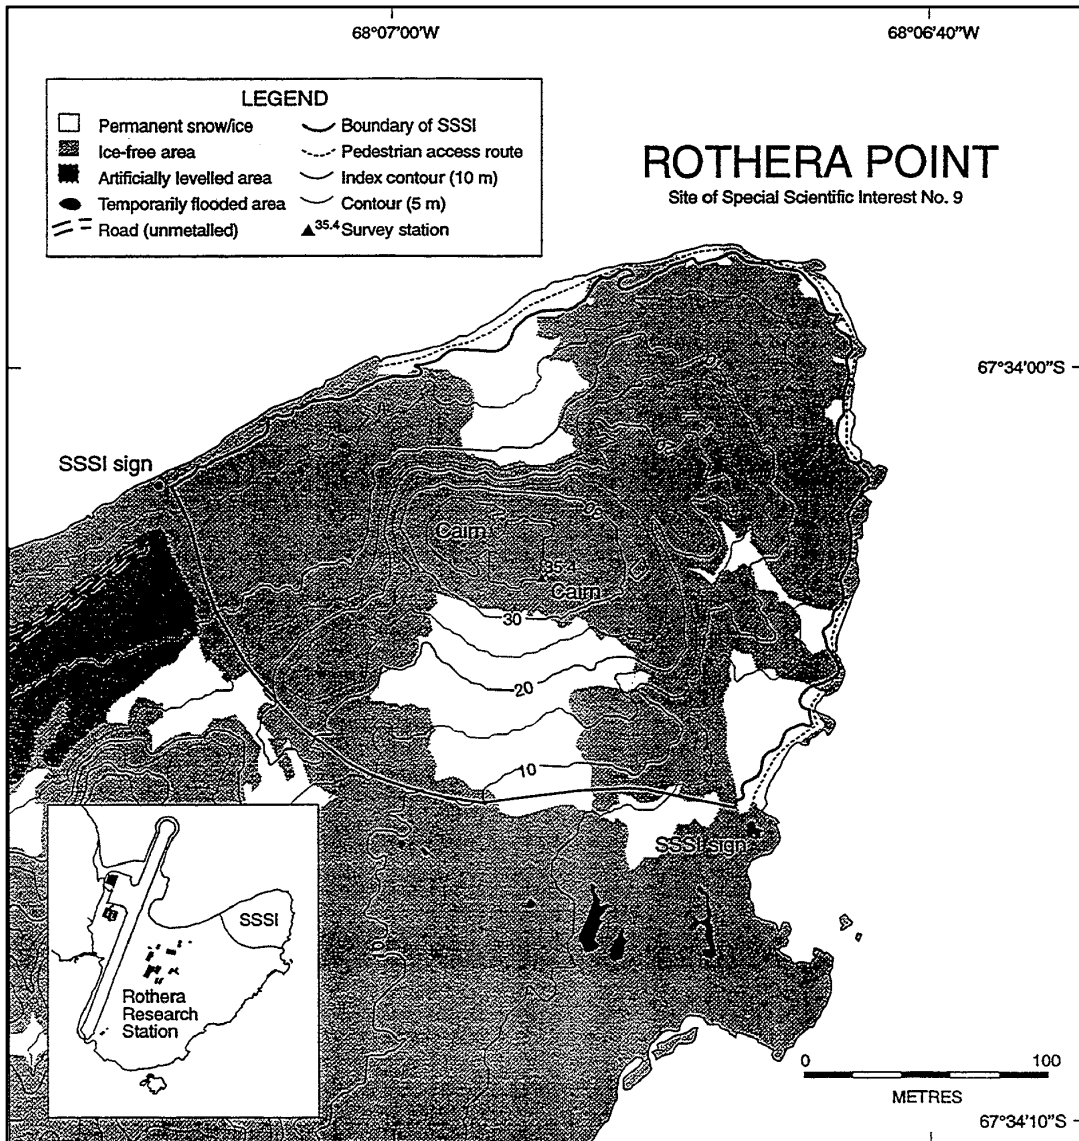 68°07'00"W
68°06'40"W
LEGEND
Permanent snow/ice
Ice-free area
Artificially levelled area
Temporarily flooded area
Road (unmetalled)
Boundary of SSSI
Pedestrian access route
Index contour (10 m)
Contour (5 m)
35.4 Survey station
ROTHERA POINT
Site of Special Scientific Interest No. 9
67°34'00"S
SSSI sign
Cairn
35.4
Cairn
30
20
10
SSSI sign
SSSI
Rothera
Research
Station
0
100
METRES
67°34'10"S